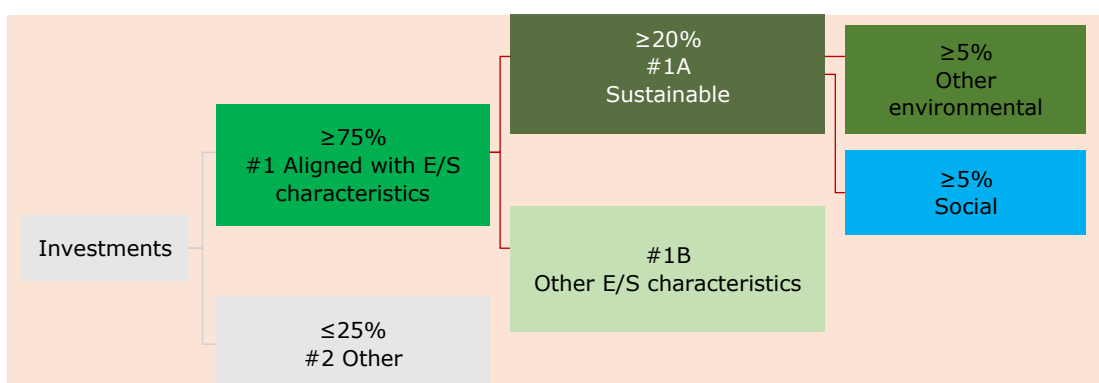 Investments
≥75%
#1 Aligned with E/S
characteristics
≤25%
#2 Other
≥20%
#1A
Sustainable
#1B
Other E/S characteristics
≥5%
Other
environmental
≥5%
Social